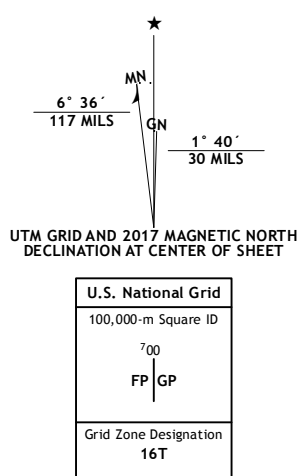 ★
MN
6° 36´
117 MILS
GN
1° 40´
30 MILS
UTM GRID AND 2017 MAGNETIC NORTH
DECLINATION AT CENTER OF SHEET
U.S. National Grid
100,000-m Square ID
⁷00
FP GP
Grid Zone Designation
16T